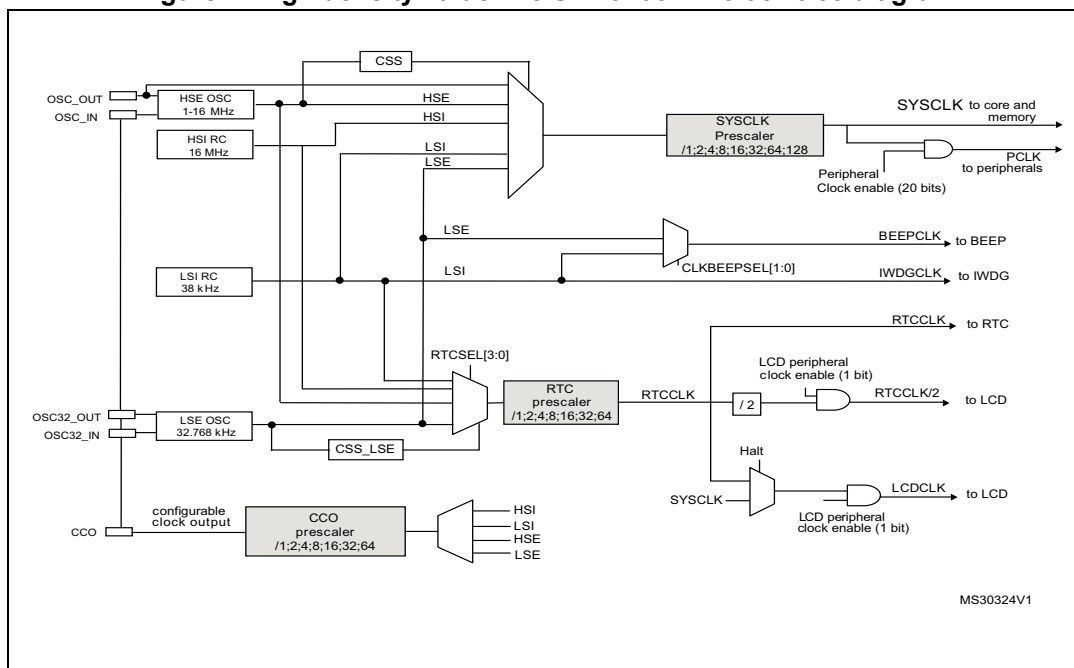 CSS
OSC_OUT
OSC_IN
HSE OSC
1-16 MHz
HSE
HSI
LSI
LSE
HSI RC
16 MHz
SYSCLK
Prescaler
/1;2;4;8;16;32;64;128
SYSCLK to core and
memory
PCLK
to peripherals
Peripheral
Clock enable (20 bits)
LSE
BEEPCLK to BEEP
CLKBEEPSEL[1:0]
LSI RC
38 kHz
LSI
IWDGCLK to IWDG
RTCCLK to RTC
RTCSEL[3:0]
LCD peripheral
clock enable (1 bit)
RTC
prescaler
/1;2;4;8;16;32;64
RTCCLK
/ 2
RTCCLK/2 to LCD
OSC32_OUT
OSC32_IN
LSE OSC
32.768 kHz
CSS_LSE
Halt
SYSCLK
LCDCLK to LCD
LCD peripheral
clock enable (1 bit)
CCO
configurable
clock output
CCO
prescaler
/1;2;4;8;16;32;64
HSI
LSI
HSE
LSE
MS30324V1